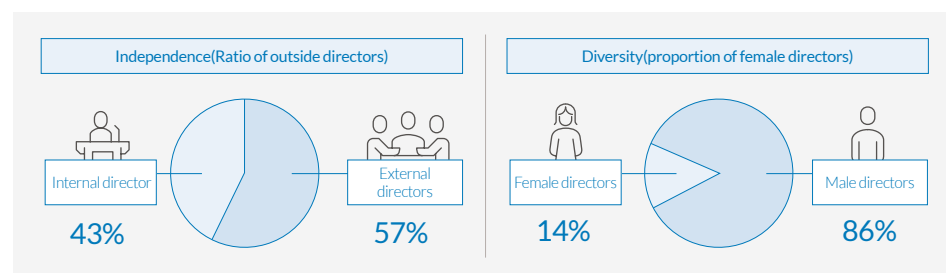 Independence(Ratio of outside directors)
Internal director
43%
External
directors
57%
Diversity(proportion of female directors)
Female directors
14%
Male directors
86%